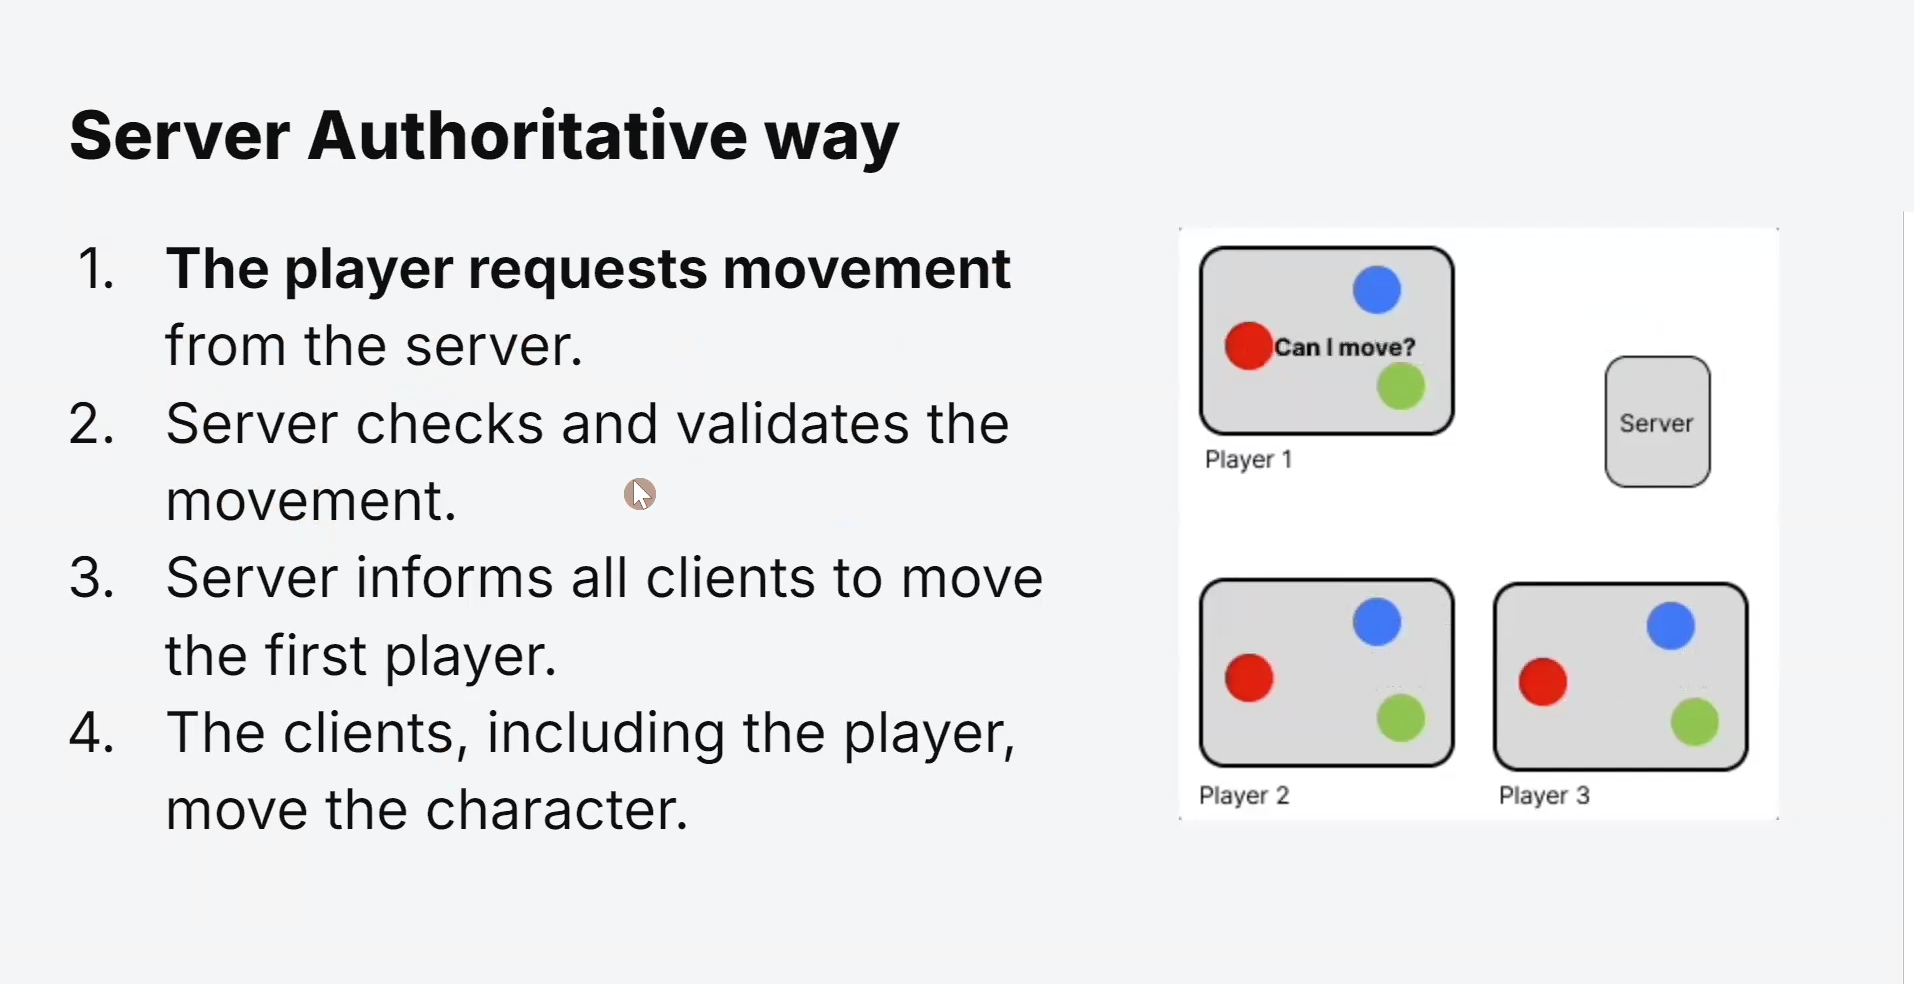 Server Authoritative way
1. The player requests movement
from the server.
2. Server checks and validates the
movement.
3. Server informs all clients to move
the first player.
4. The clients, including the player,
move the character.
Can I move?
Player 1
Server
Player 2
Player 3